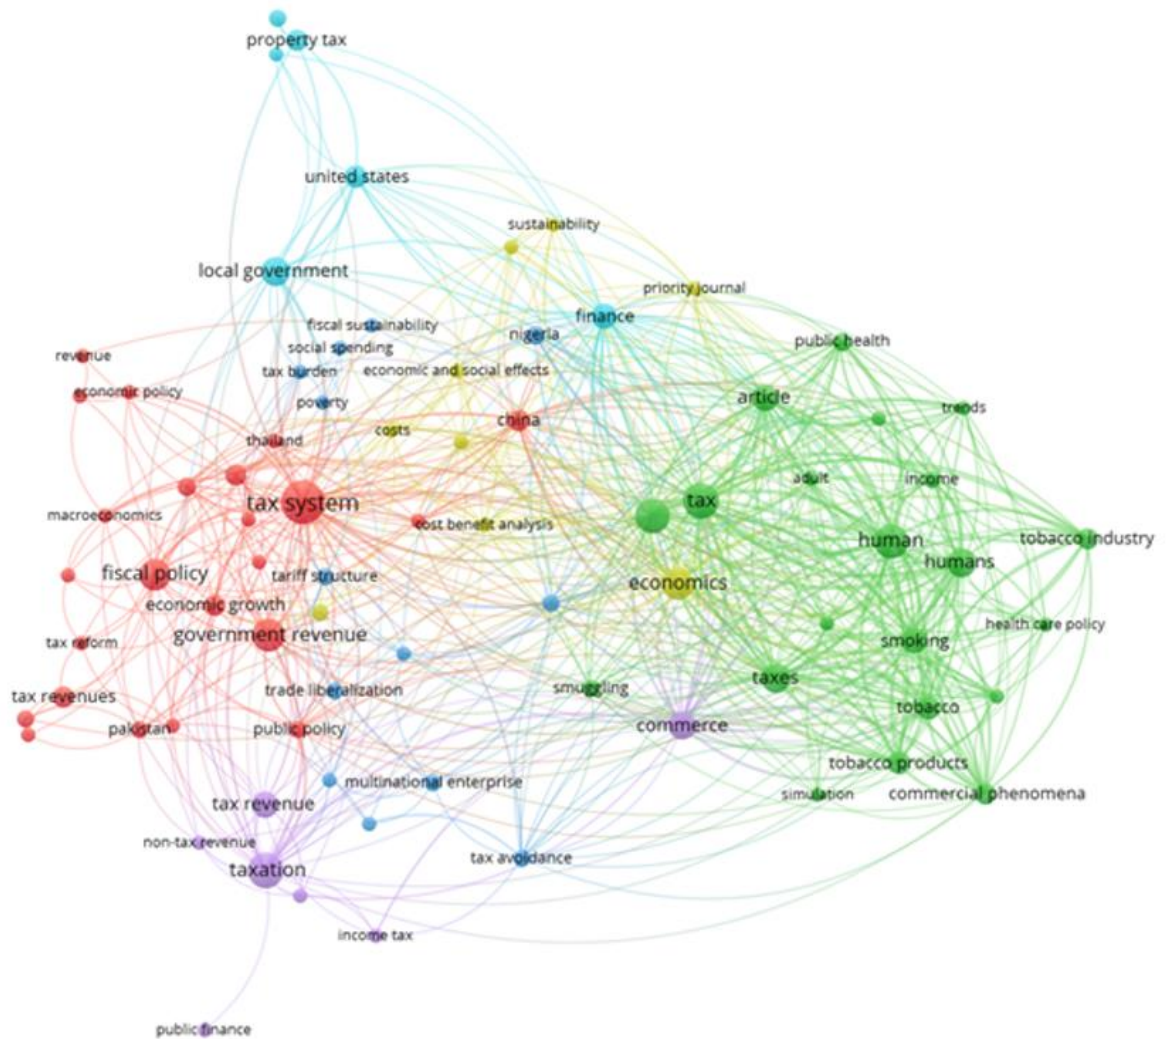 property tax
united states
sustainability
local government
priority journal
finance
fiscal sustainability
nigeria
public health
social spending
revenue
tax burden
economic and social effects
economic policy
article
poverty
trends
china
costs
thailand
adult
income
tax system
tax
macroeconomics
cost benefit analysis
human
tobacco industry
humans
fiscal policy
tariff structure
economics
economic growth
health care policy
government revenue
smoking
tax reform
taxes
smuggling
trade liberalization
tax revenues
tobacco
commerce
pakistan
public policy
tobacco products
multinational enterprise
simulation
commercial phenomena
tax revenue
non-tax revenue
tax avoidance
taxation
income tax
public finance